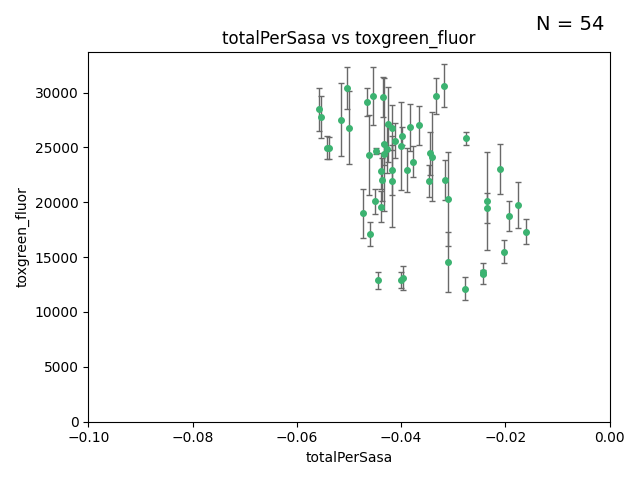 N = 54
totalPerSasa vs toxgreen_fluor
toxgreen_fluor
30000
25000
20000
15000
10000
5000
0
−0.10 −0.08 −0.06 −0.04 −0.02 0.00
totalPerSasa